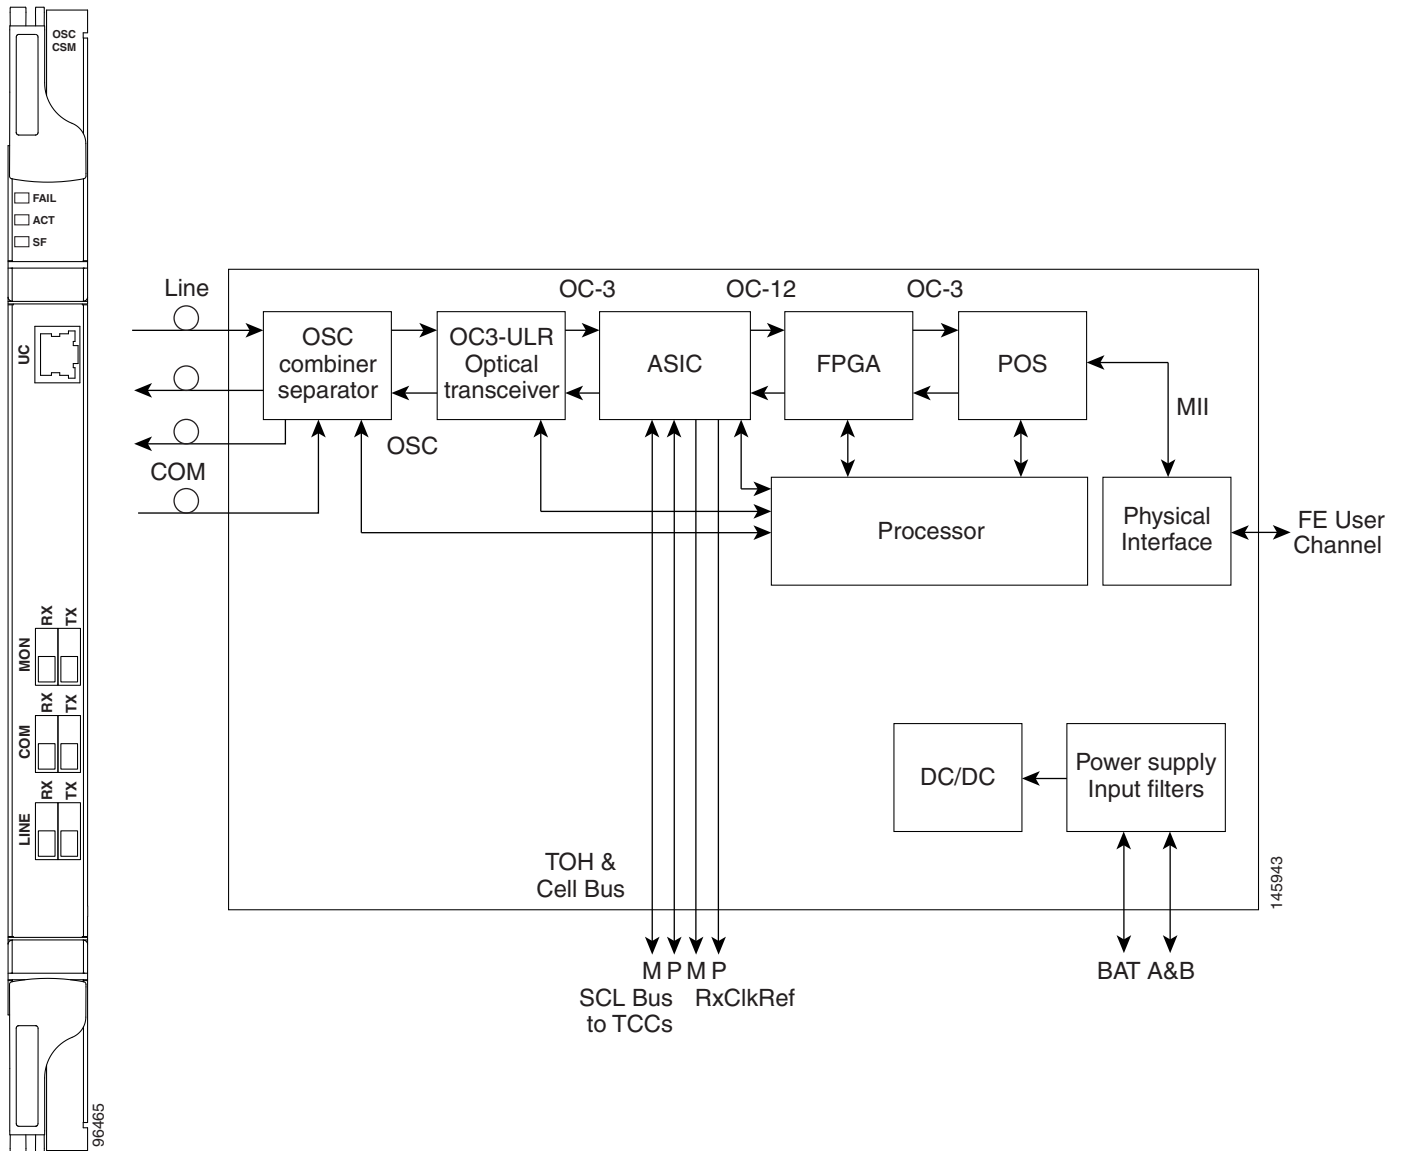 OSC
CSM
FAIL
ACT
SF
UC
RX
TX
MON
RX
TX
COM
RX
TX
LINE
96465
Line
COM
OC-3
OC-12
OC-3
OSC
combiner
separator
OC3-ULR
Optical
transceiver
ASIC
FPGA
POS
OSC
MII
Processor
Physical
Interface
FE User
Channel
DC/DC
Power supply
Input filters
TOH &
Cell Bus
M P M P
SCL Bus
to TCCs
RxClkRef
BAT A&B
145943